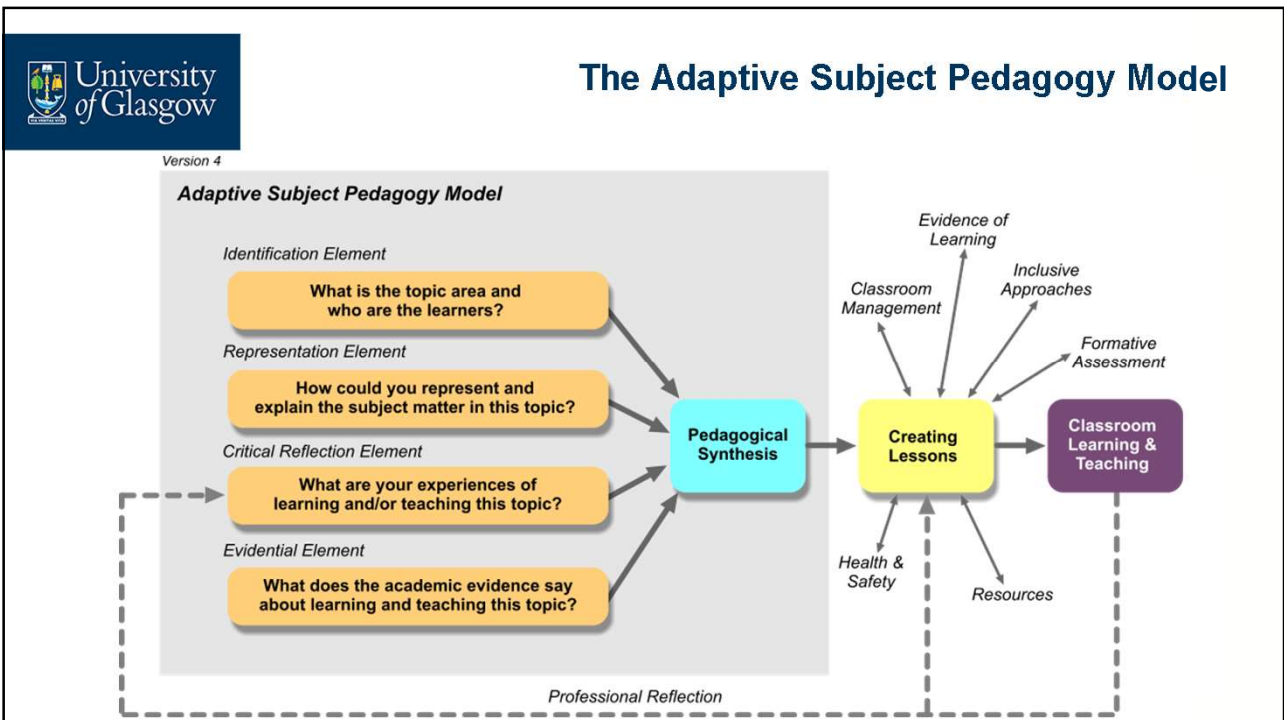 University
of Glasgow
VIA VERITAS VITA
The Adaptive Subject Pedagogy Model
Version 4
Adaptive Subject Pedagogy Model
Identification Element
What is the topic area and
who are the learners?
Representation Element
How could you represent and
explain the subject matter in this topic?
Critical Reflection Element
What are your experiences of
learning and/or teaching this topic?
Evidential Element
What does the academic evidence say
about learning and teaching this topic?
Pedagogical
Synthesis
Creating
Lessons
Classroom
Learning &
Teaching
Classroom
Management
Evidence of
Learning
Inclusive
Approaches
Formative
Assessment
Health &
Safety
Resources
Professional Reflection